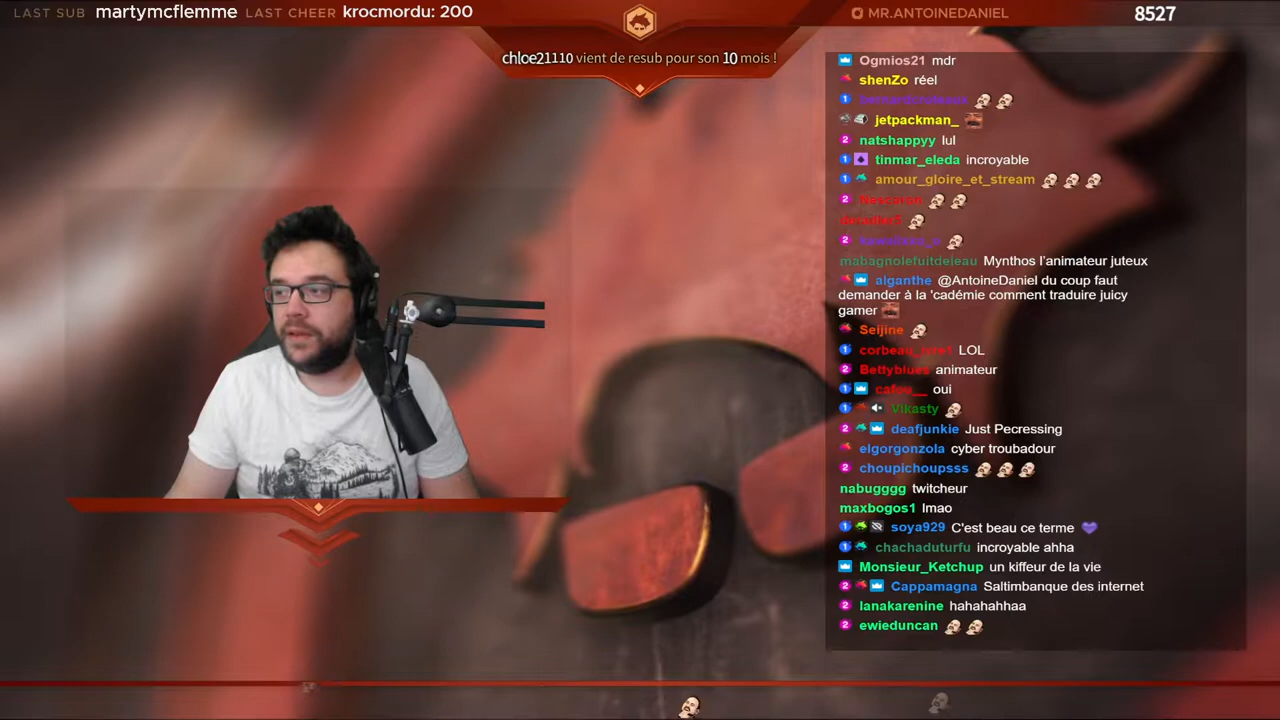 LAST SUB martymcflemme LAST CHEER krocmordu: 200
MR.ANTOINEDANIEL
8527
chloe21110 vient de resub pour son 10 mois !
Ogmios21 mdr
shenZo réel
jetpackman_
natshappyy lul
tinmar_eleda incroyable
amour_gloire_et_stream
mabagnolefuitdeleau Mynthos l'animateur juteux
alganthe @AntoineDaniel du coup faut
demander à la 'cadémie comment traduire juicy
gamer
Seijine
LOL
Bettyblues animateur
cafou__ oui
Vikasty
deafjunkie Just Pecressing
elgorgonzola cyber troubadour
choupichoupsss
nabugggg twitcheur
maxbogos1 lmao
soya929 C'est beau ce terme
chachaduturfu incroyable ahha
Monsieur_Ketchup un kiffeur de la vie
Cappamagna Saltimbanque des internet
lanakarenine hahahahhaa
ewieduncan